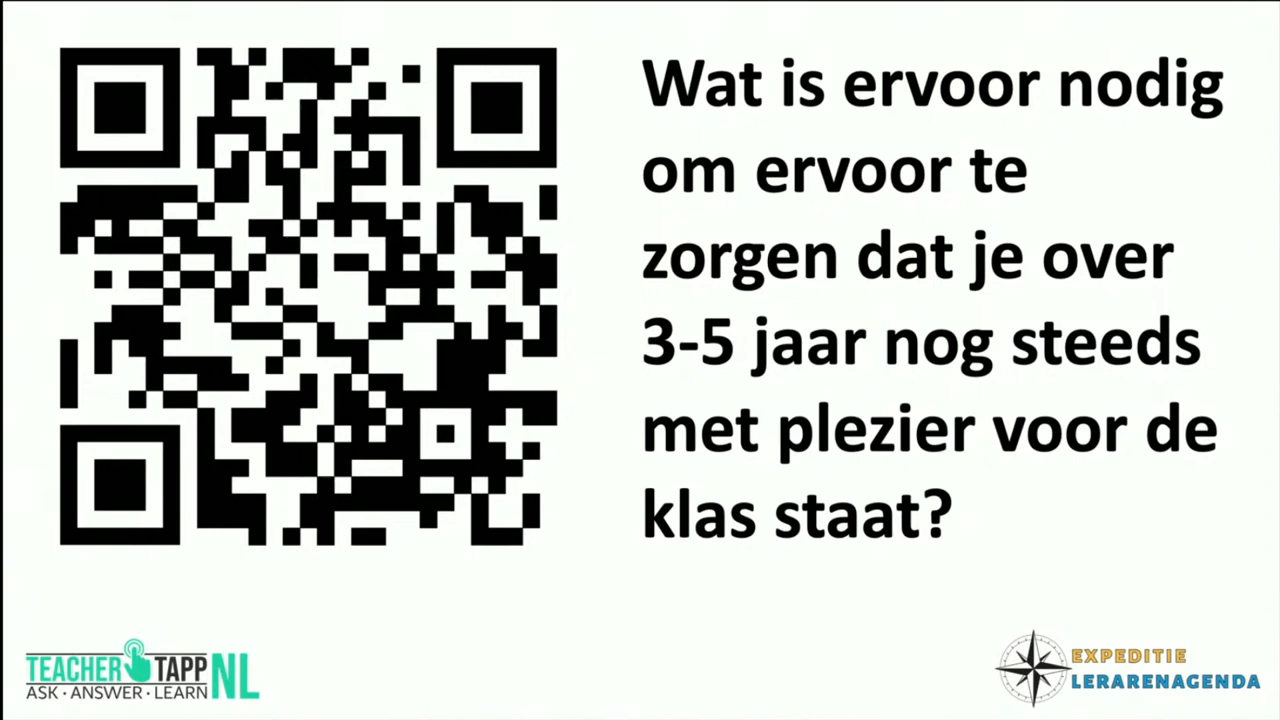 Wat is ervoor nodig
om ervoor te
zorgen dat je over
3-5 jaar nog steeds
met plezier voor de
klas staat?
TEACHER TAPP NL
ASK · ANSWER · LEARN
EXPEDITIE
LERARENAGENDA